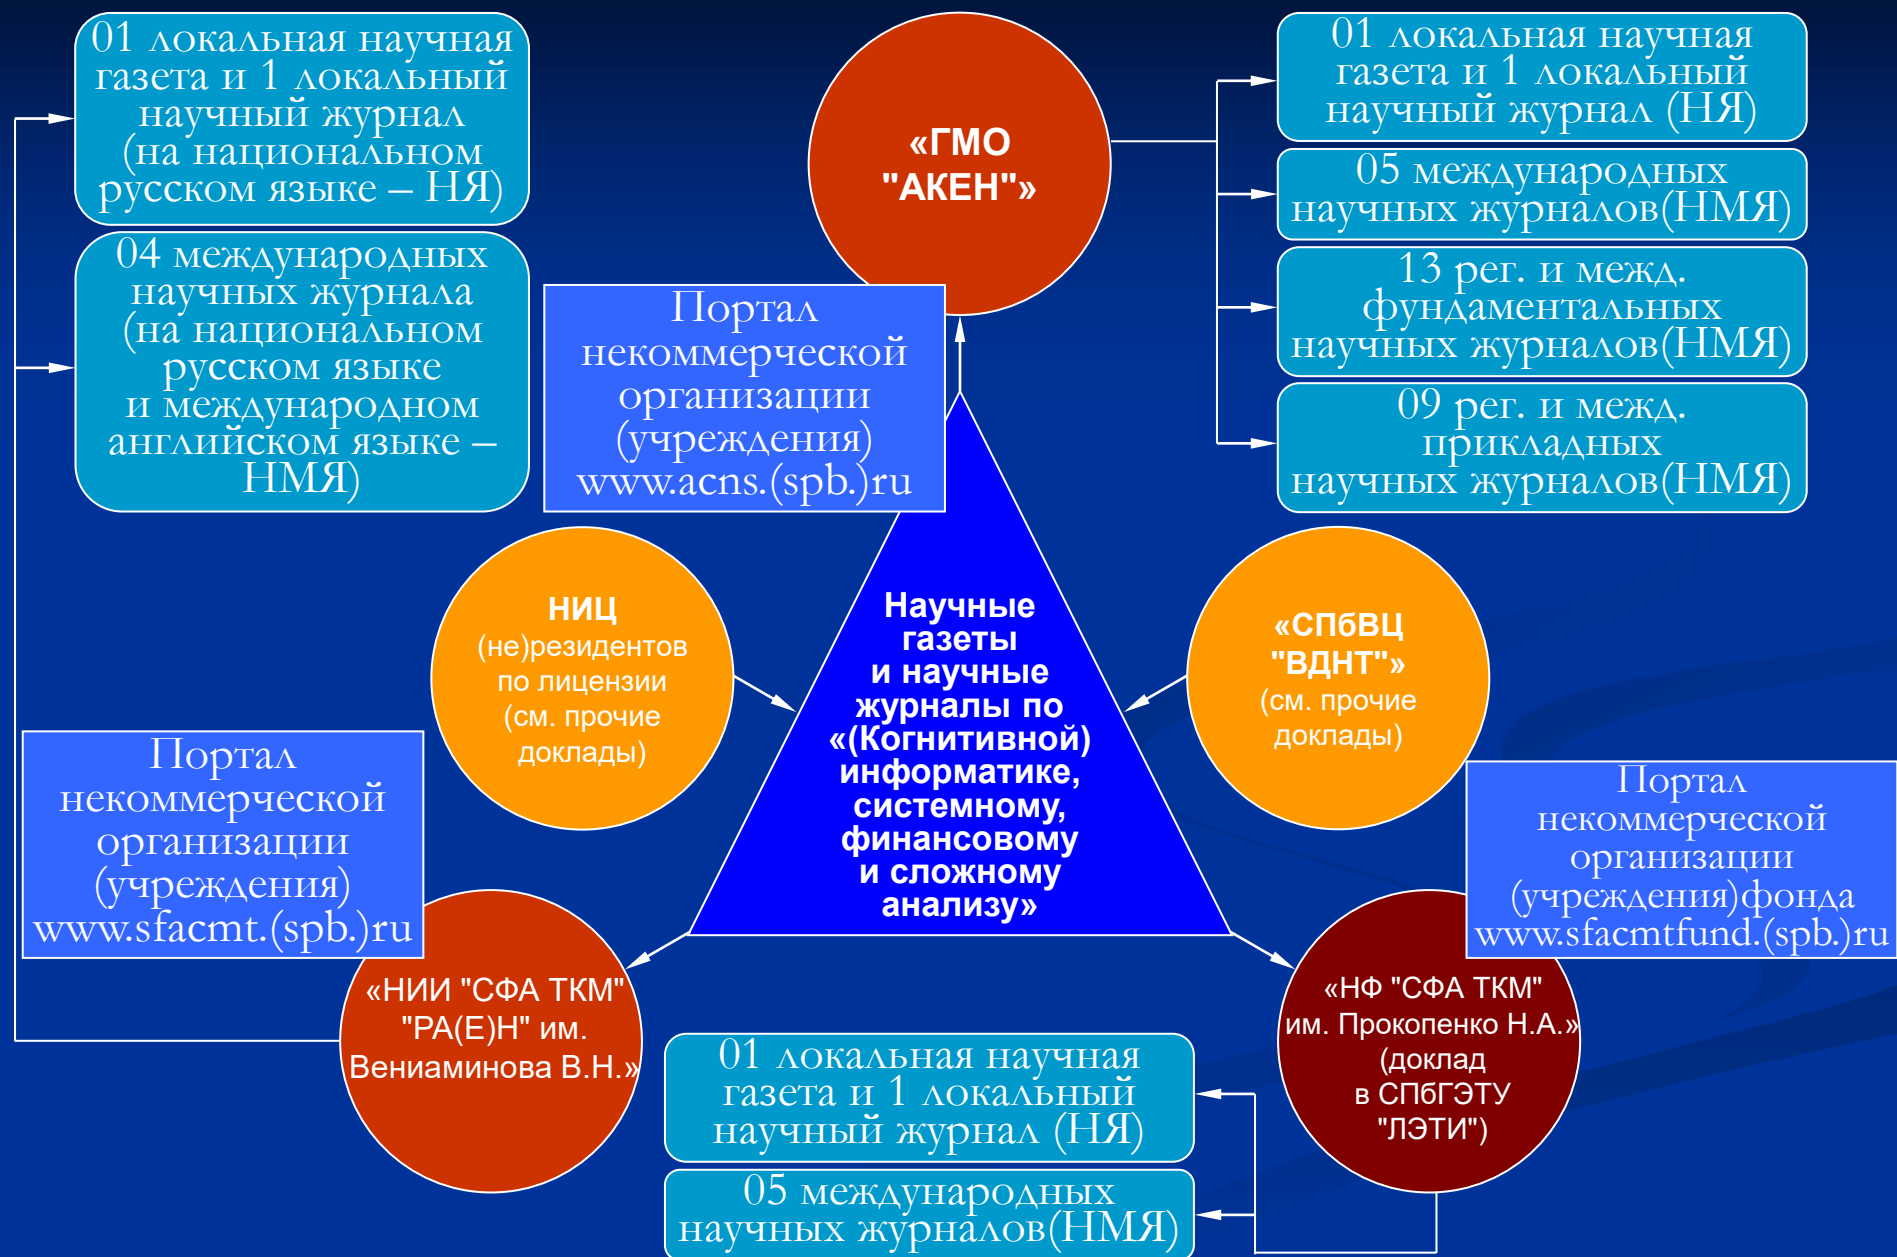 01 локальная научная
газета и 1 локальный
научный журнал
(на национальном
русском языке – НЯ)
04 международных
научных журнала
(на национальном
русском языке
и международном
английском языке –
НМЯ)
«ГМО
"АКЕН"»
01 локальная научная
газета и 1 локальный
научный журнал (НЯ)
05 международных
научных журналов(НМЯ)
13 рег. и межд.
фундаментальных
научных журналов(НМЯ)
09 рег. и межд.
прикладных
научных журналов(НМЯ)
Портал
некоммерческой
организации
(учреждения)
www.acns.(spb.)ru
НИЦ
(не)резидентов
по лицензии
(см. прочие
доклады)
Научные
газеты
и научные
журналы по
«(Когнитивной)
информатике,
системному,
финансовому
и сложному
анализу»
«СПбВЦ
"ВДНТ"»
(см. прочие
доклады)
Портал
некоммерческой
организации
(учреждения)
www.sfacmt.(spb.)ru
Портал
некоммерческой
организации
(учреждения)фонда
www.sfacmtfund.(spb.)ru
«НИИ "СФА ТКМ"
"РА(Е)Н" им.
Вениаминова В.Н.»
«НФ "СФА ТКМ"
им. Прокопенко Н.А.»
(доклад
в СПбГЭТУ
"ЛЭТИ")
01 локальная научная
газета и 1 локальный
научный журнал (НЯ)
05 международных
научных журналов(НМЯ)